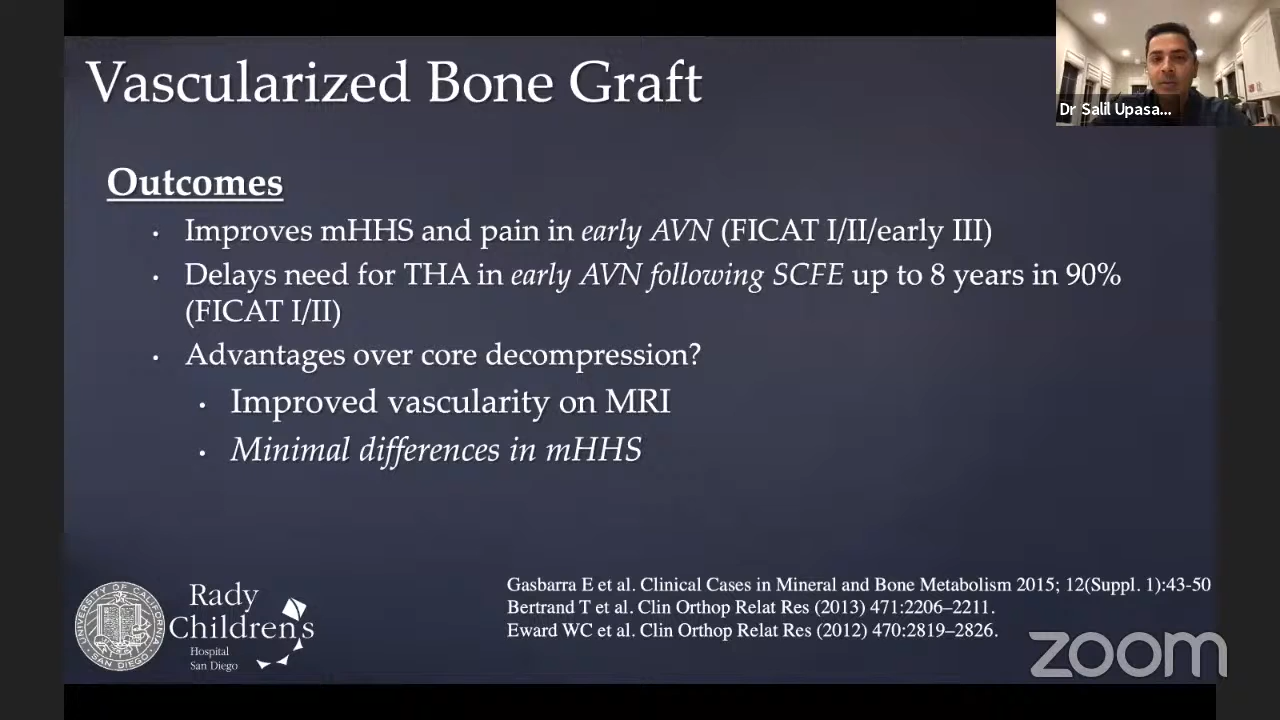 Vascularized Bone Graft
Dr Salil Upasa...
Outcomes
• Improves mHHS and pain in early AVN (FICAT I/II/early III)
• Delays need for THA in early AVN following SCFE up to 8 years in 90%
(FICAT I/II)
• Advantages over core decompression?
• Improved vascularity on MRI
• Minimal differences in mHHS
UNIVERSITY OF CALIFORNIA
SAN DIEGO
Rady
Children's
Hospital
San Diego
Gasbarra E et al. Clinical Cases in Mineral and Bone Metabolism 2015; 12(Suppl. 1):43-50
Bertrand T et al. Clin Orthop Relat Res (2013) 471:2206–2211.
Eward WC et al. Clin Orthop Relat Res (2012) 470:2819–2826.
zoom